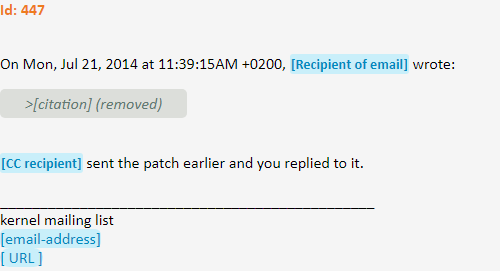 Id: 447
On Mon, Jul 21, 2014 at 11:39:15AM +0200, [Recipient of email] wrote:
>[citation] (removed)
[CC recipient] sent the patch earlier and you replied to it.
________________________________________________
kernel mailing list
[email-address]
[ URL ]